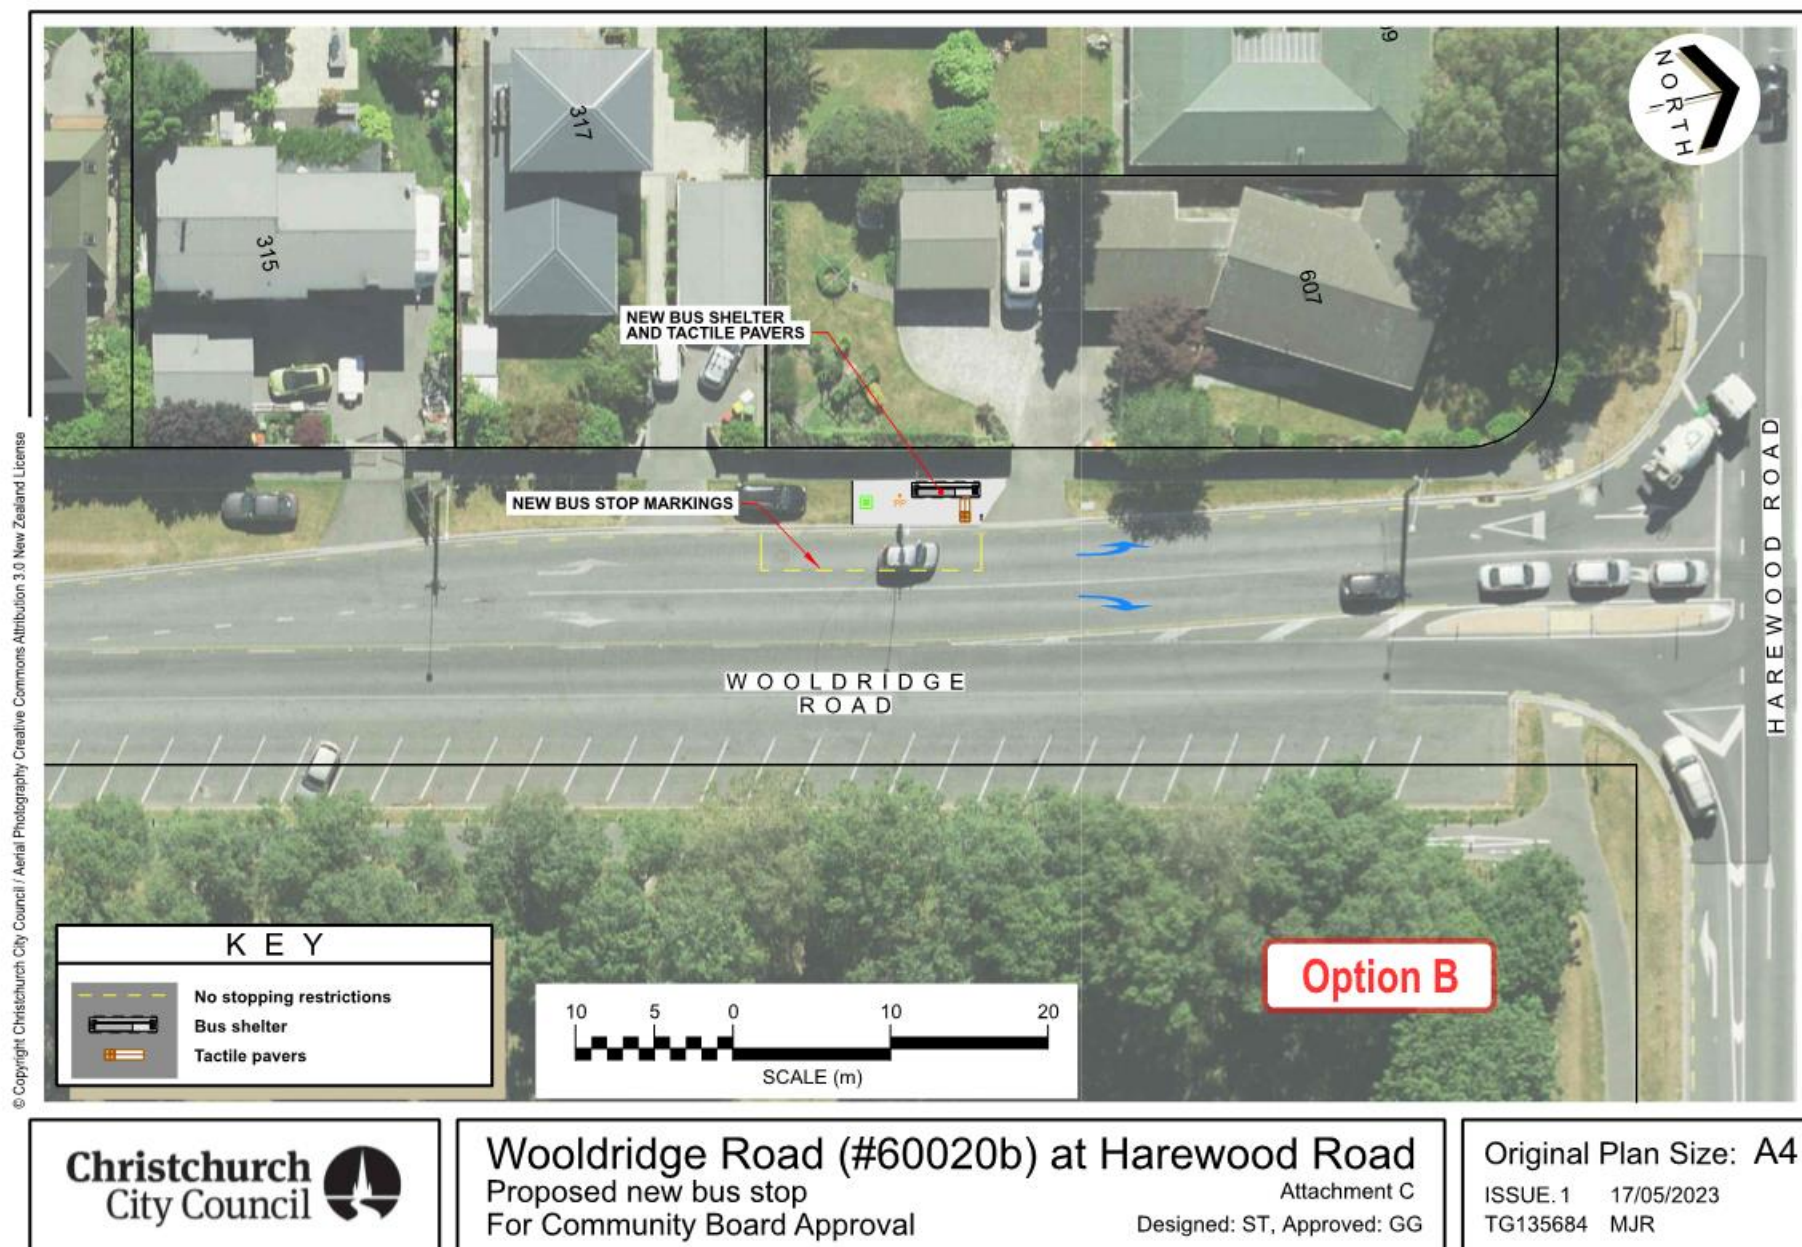 99
NORTH
317
315
607
NEW BUS SHELTER
AND TACTILE PAVERS
NEW BUS STOP MARKINGS
PP
WOOLDRIDGE
ROAD
HAREWOOD ROAD
© Copyright Christchurch City Council / Aerial Photography Creative Commons Attribution 3.0 New Zealand License
KEY
No stopping restrictions
Bus shelter
Tactile pavers
10 5 0 10 20
SCALE (m)
Option B
Christchurch
City Council
Wooldridge Road (#60020b) at Harewood Road
Proposed new bus stop
Attachment C
For Community Board Approval
Designed: ST, Approved: GG
Original Plan Size: A4
ISSUE.1 17/05/2023
TG135684 MJR